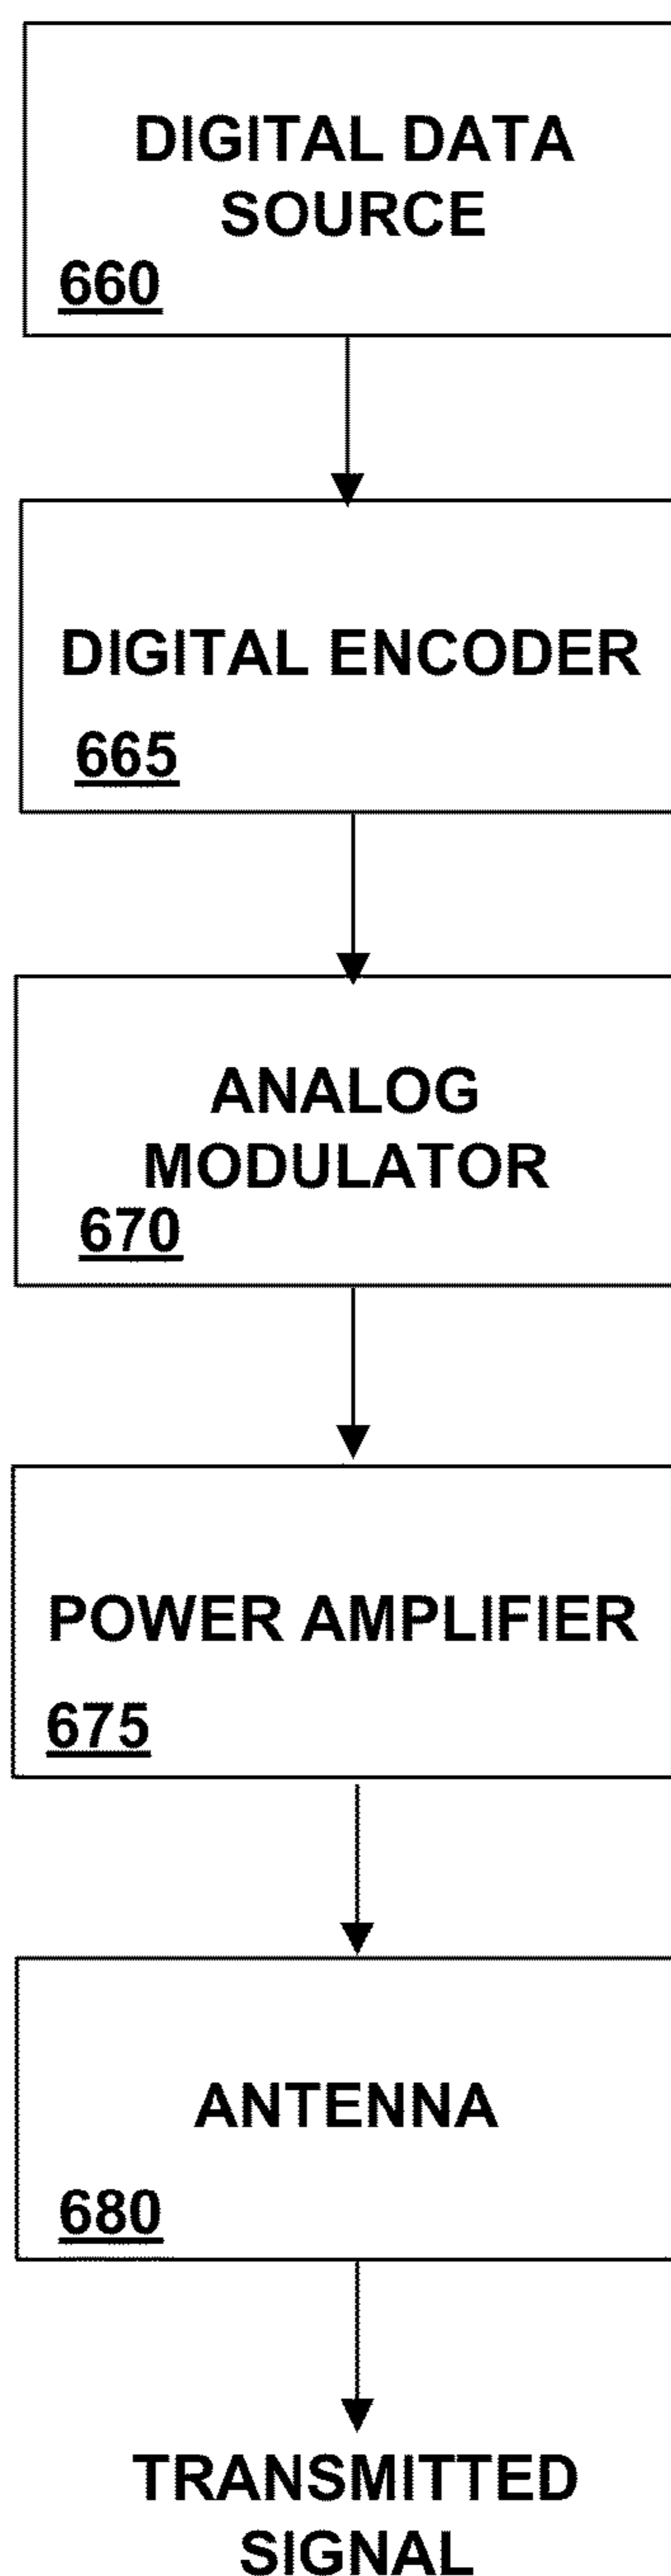 DIGITAL DATA
SOURCE
660
DIGITAL ENCODER
665
ANALOG
MODULATOR
670
POWER AMPLIFIER
675
ANTENNA
680
TRANSMITTED
SIGNAL